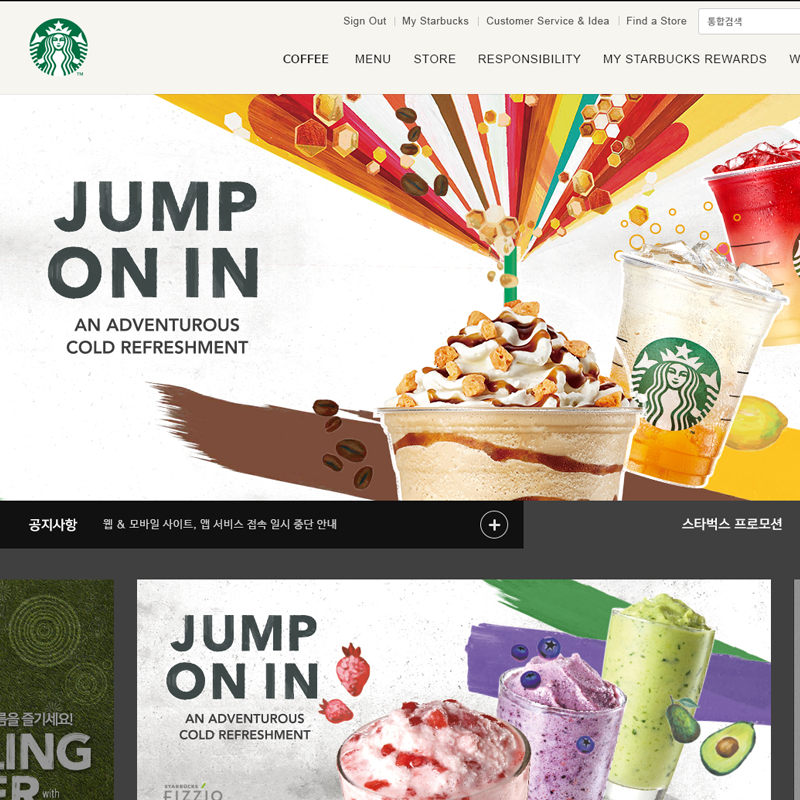 Sign Out
My Starbucks
Customer Service & Idea
Find a Store
통합검색
COFFEE
MENU
STORE
RESPONSIBILITY
MY STARBUCKS REWARDS
W
TM
JUMP
ON IN
AN ADVENTUROUS
COLD REFRESHMENT
공지사항
웹 & 모바일 사이트, 앱 서비스 접속 일시 중단 안내
스타벅스 프로모션
름을 즐기세요!
LING
ER with
JUMP
ON IN
AN ADVENTUROUS
COLD REFRESHMENT
STARBUCKS
FIZZIO